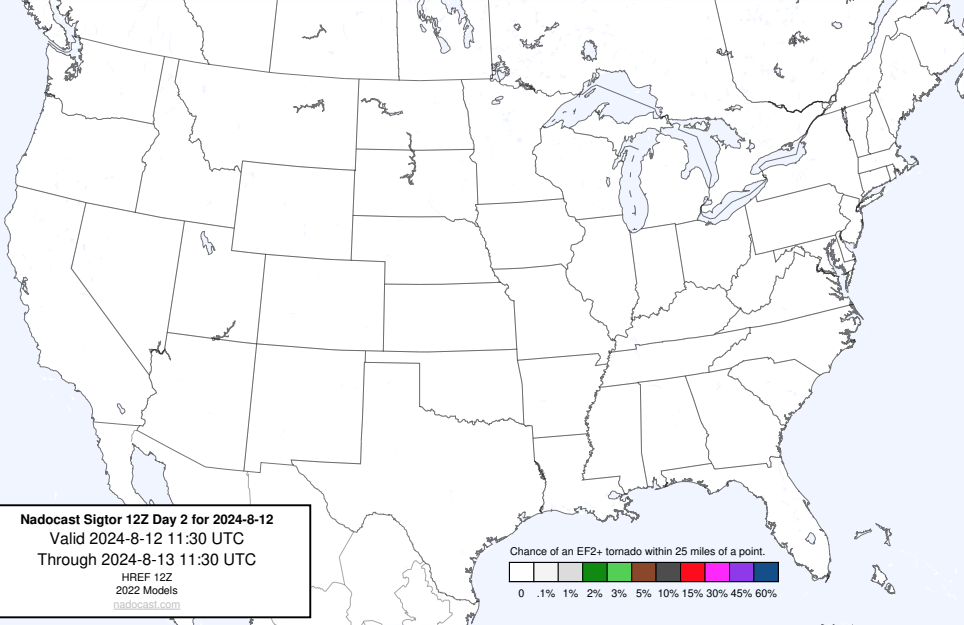 Nadocast Sigtor 12Z Day 2 for 2024-8-12
Valid 2024-8-12 11:30 UTC
Through 2024-8-13 11:30 UTC
HREF 12Z
2022 Models
nadocast.com
Chance of an EF2+ tornado within 25 miles of a point.
0 .1% 1% 2% 3% 5% 10% 15% 30% 45% 60%